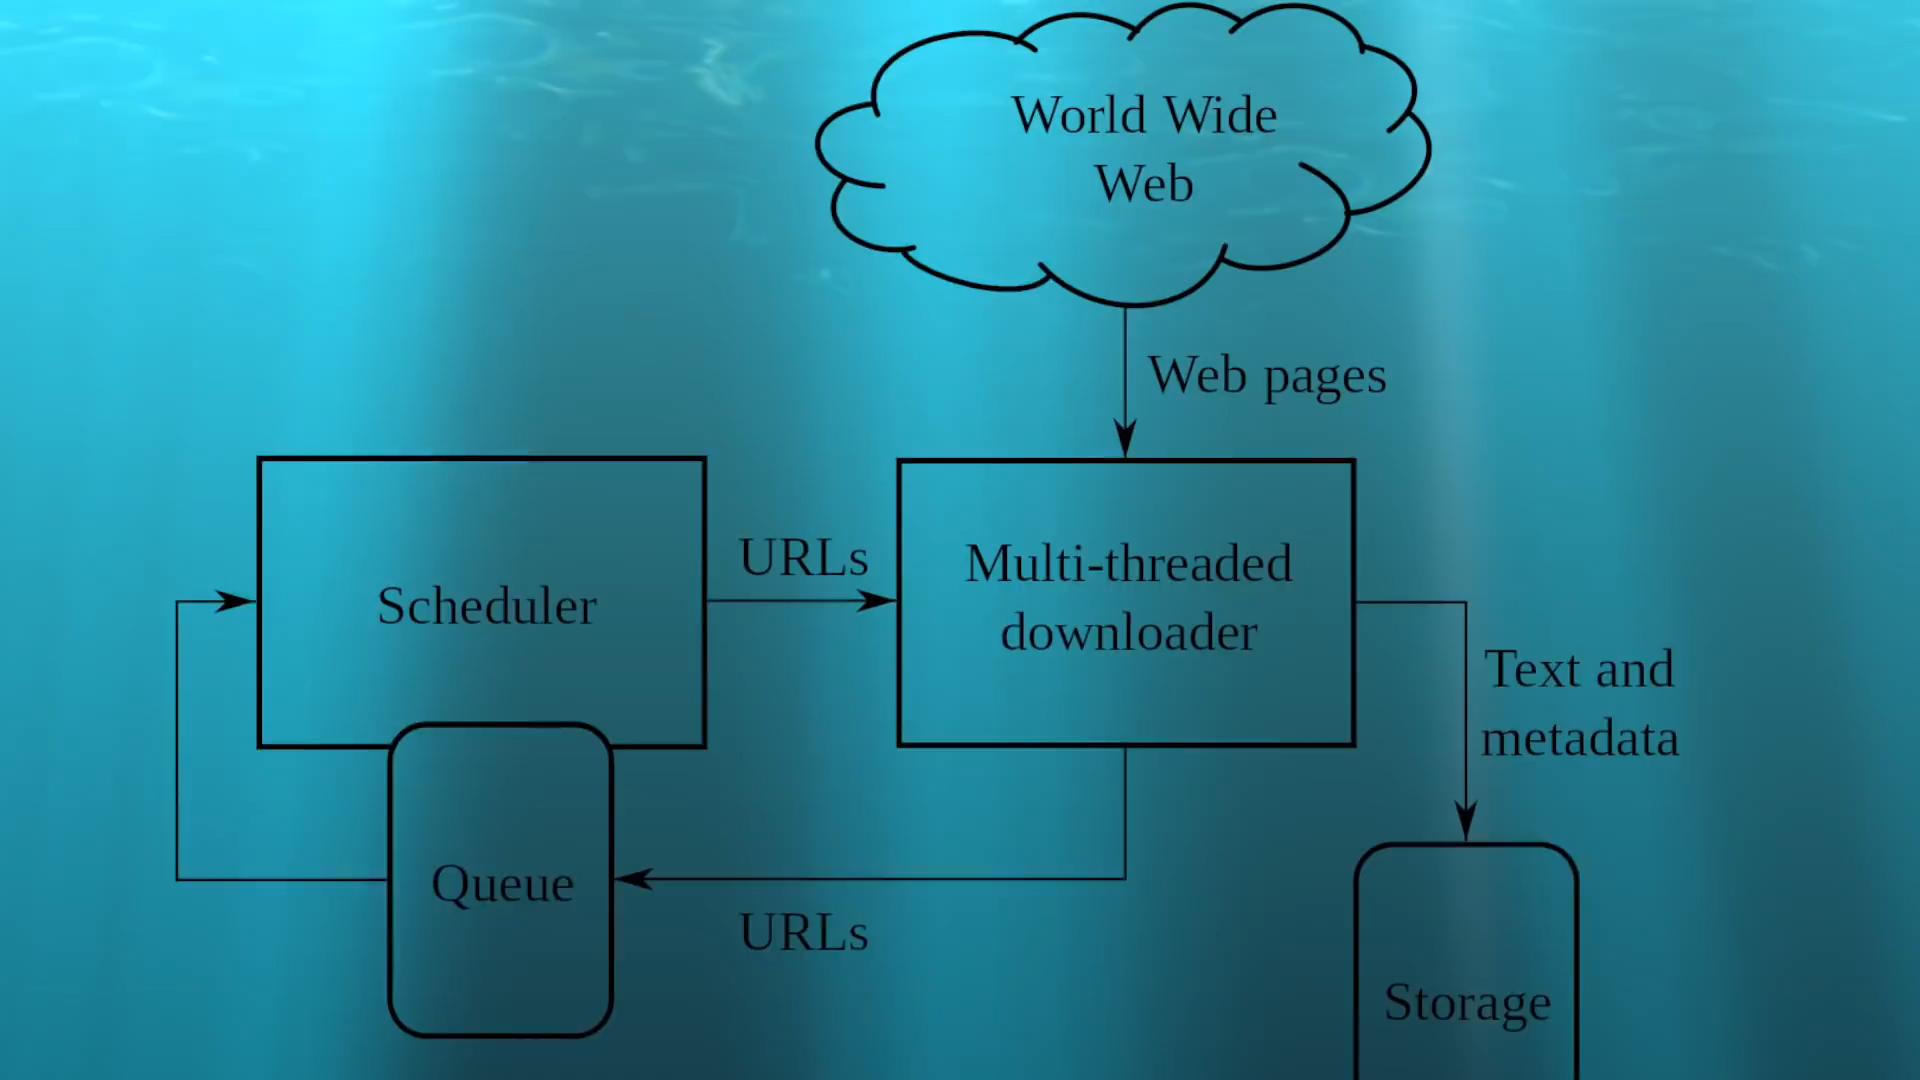 World Wide
Web
Web pages
URLs
Multi-threaded
downloader
Scheduler
Text and
metadata
Queue
URLs
Storage